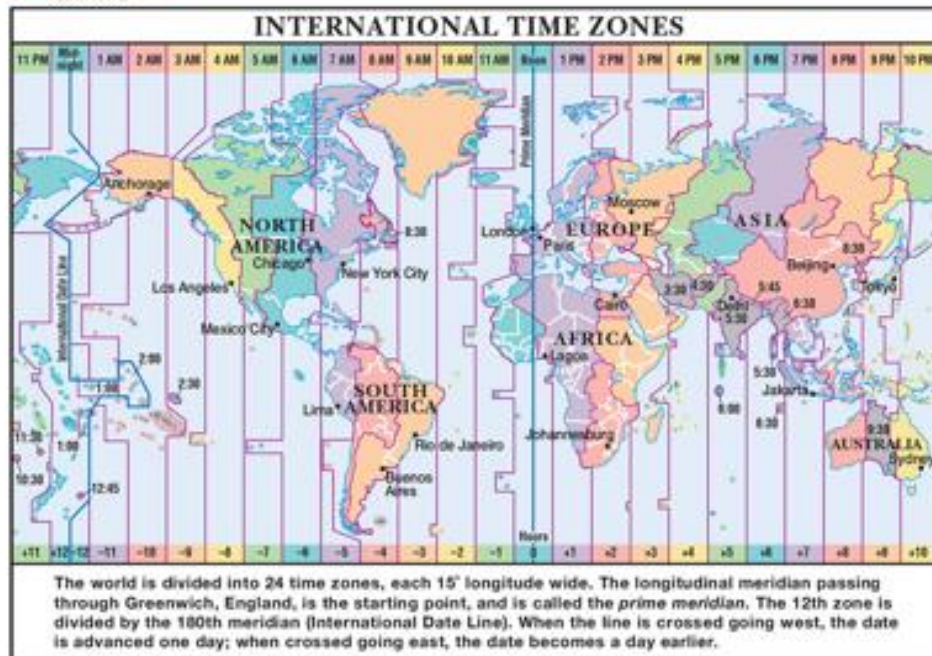 INTERNATIONAL TIME ZONES
11 PM Mid-night 1 AM 2 AM 3 AM 4 AM 5 AM 6 AM 7 AM 8 AM 9 AM 10 AM 11 AM Noon 1 PM 2 PM 3 PM 4 PM 5 PM 6 PM 7 PM 8 PM 9 PM 10 PM
Prime Meridian
International Date Line
Anchorage
NORTH
AMERICA
Chicago
New York City
Los Angeles
Mexico City
8:30
London
Paris
EUROPE
Moscow
ASIA
Beijing
8:30
Tokyo
Cairo
3:30
4:30
Delhi
5:30
5:45
6:30
AFRICA
Lagos
2:00
1:00
2:30
Lima
SOUTH
AMERICA
Rio de Janeiro
Buenos
Aires
Johannesburg
5:30
Jakarta
6:00
6:30
9:30
AUSTRALIA
Sydney
11:30
10:30
1:00
12:45
Hours
+11 +12 -12 -11 -10 -9 -8 -7 -6 -5 -4 -3 -2 -1 0 +1 +2 +3 +4 +5 +6 +7 +8 +9 +10
The world is divided into 24 time zones, each 15° longitude wide. The longitudinal meridian passing
through Greenwich, England, is the starting point, and is called the prime meridian. The 12th zone is
divided by the 180th meridian (International Date Line). When the line is crossed going west, the date
is advanced one day; when crossed going east, the date becomes a day earlier.